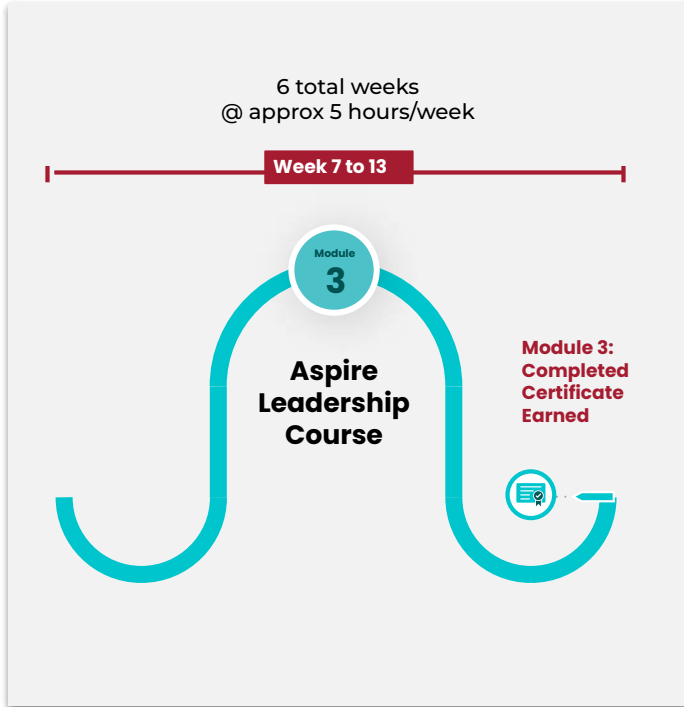 6 total weeks
@ approx 5 hours/week
Week 7 to 13
Module
3
Aspire
Leadership
Course
Module 3:
Completed
Certificate
Earned